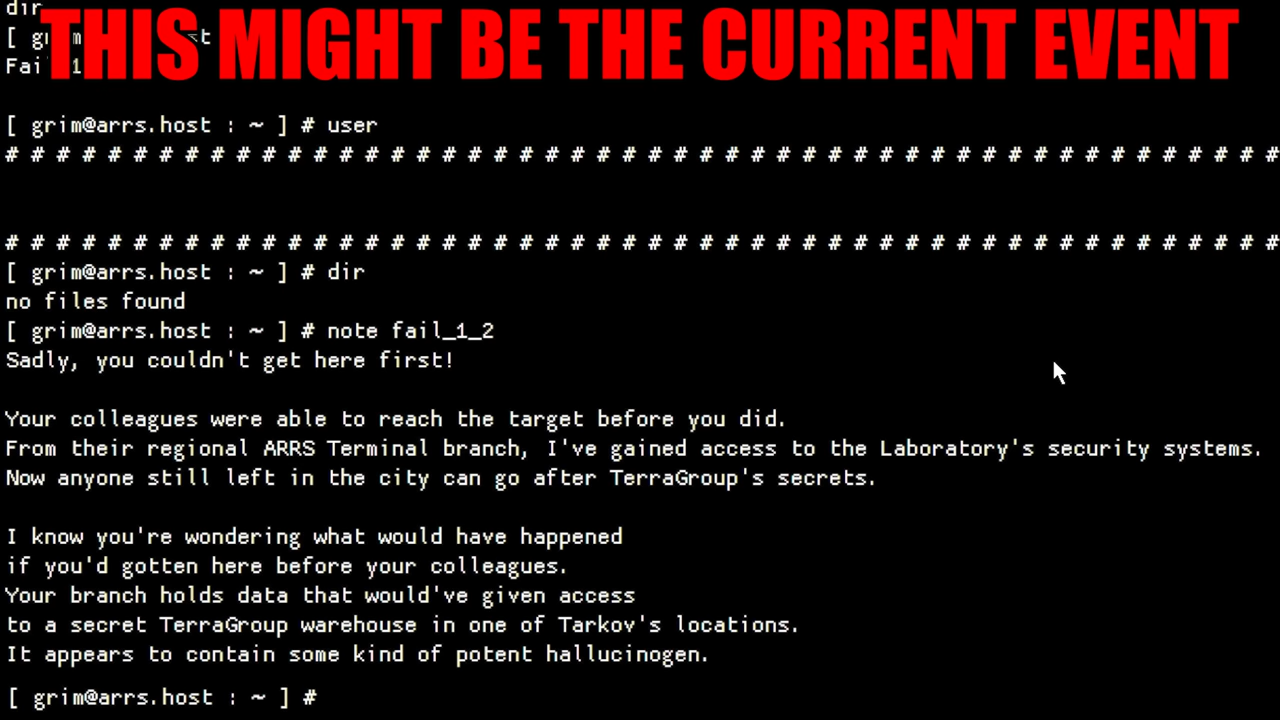 dir
THIS MIGHT BE THE CURRENT EVENT
[ grim@arrs.host : ~ ] # user
# # # # # # # # # # # # # # # # # # # # # # # # # # # # # # # # # # # # # # # # # # # # # # # # # #
# # # # # # # # # # # # # # # # # # # # # # # # # # # # # # # # # # # # # # # # # # # # # # # # # #
[ grim@arrs.host : ~ ] # dir
no files found
[ grim@arrs.host : ~ ] # note fail_1_2
Sadly, you couldn't get here first!
Your colleagues were able to reach the target before you did.
From their regional ARRS Terminal branch, I've gained access to the Laboratory's security systems.
Now anyone still left in the city can go after TerraGroup's secrets.
I know you're wondering what would have happened
if you'd gotten here before your colleagues.
Your branch holds data that would've given access
to a secret TerraGroup warehouse in one of Tarkov's locations.
It appears to contain some kind of potent hallucinogen.
[ grim@arrs.host : ~ ] #